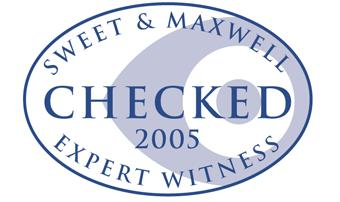 SWEET & MAXWELL
CHECKED
2005
EXPERT WITNESS